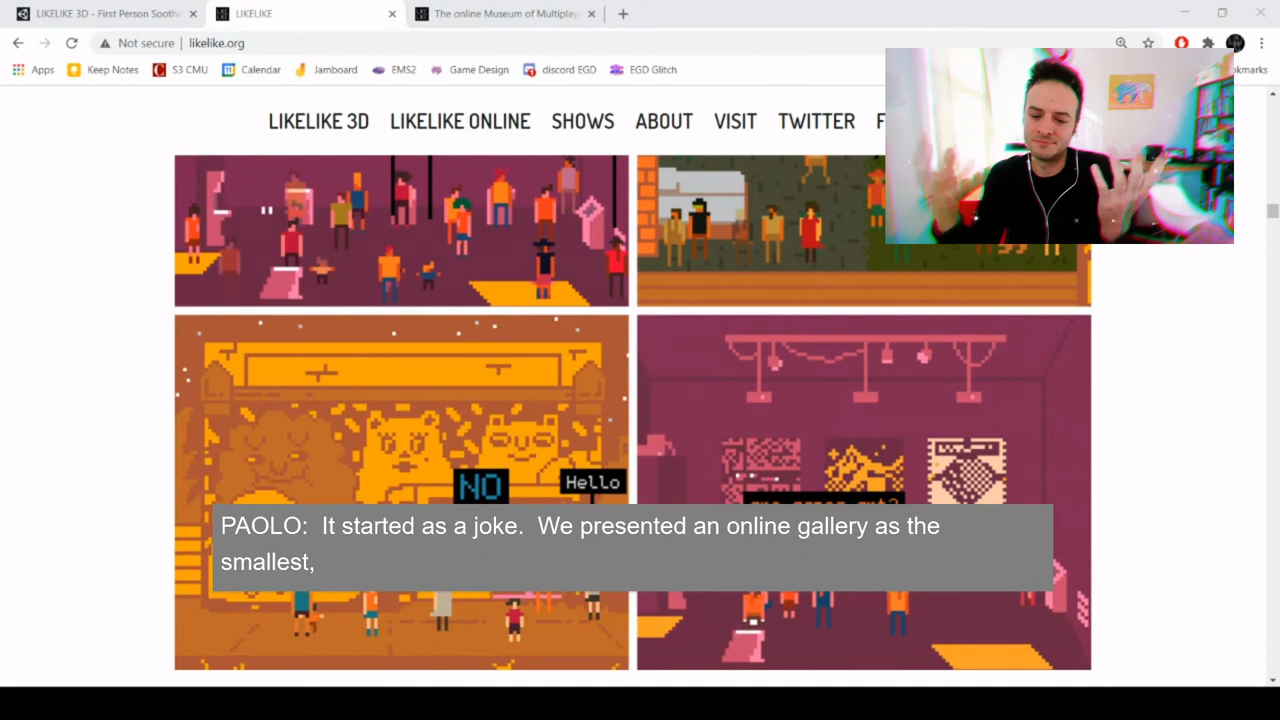 LIKELIKE 3D - First Person Soothe
LIKELIKE
The online Museum of Multiplay
Not secure
likelike.org
Apps
Keep Notes
S3 CMU
Calendar
Jamboard
EMS2
Game Design
discord EGD
EGD Glitch
okmarks
LIKELIKE 3D
LIKELIKE ONLINE
SHOWS
ABOUT
VISIT
TWITTER
F
NO
Hello
PAOLO: It started as a joke. We presented an online gallery as the
smallest,